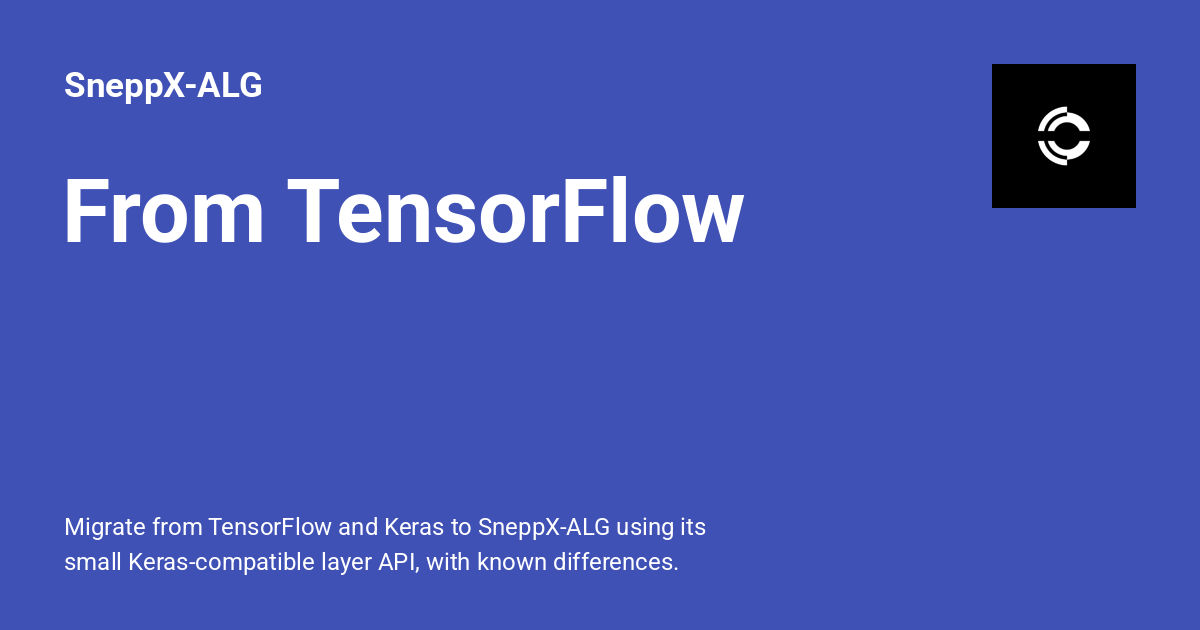 SneppX-ALG
From TensorFlow
Migrate from TensorFlow and Keras to SneppX-ALG using its
small Keras-compatible layer API, with known differences.